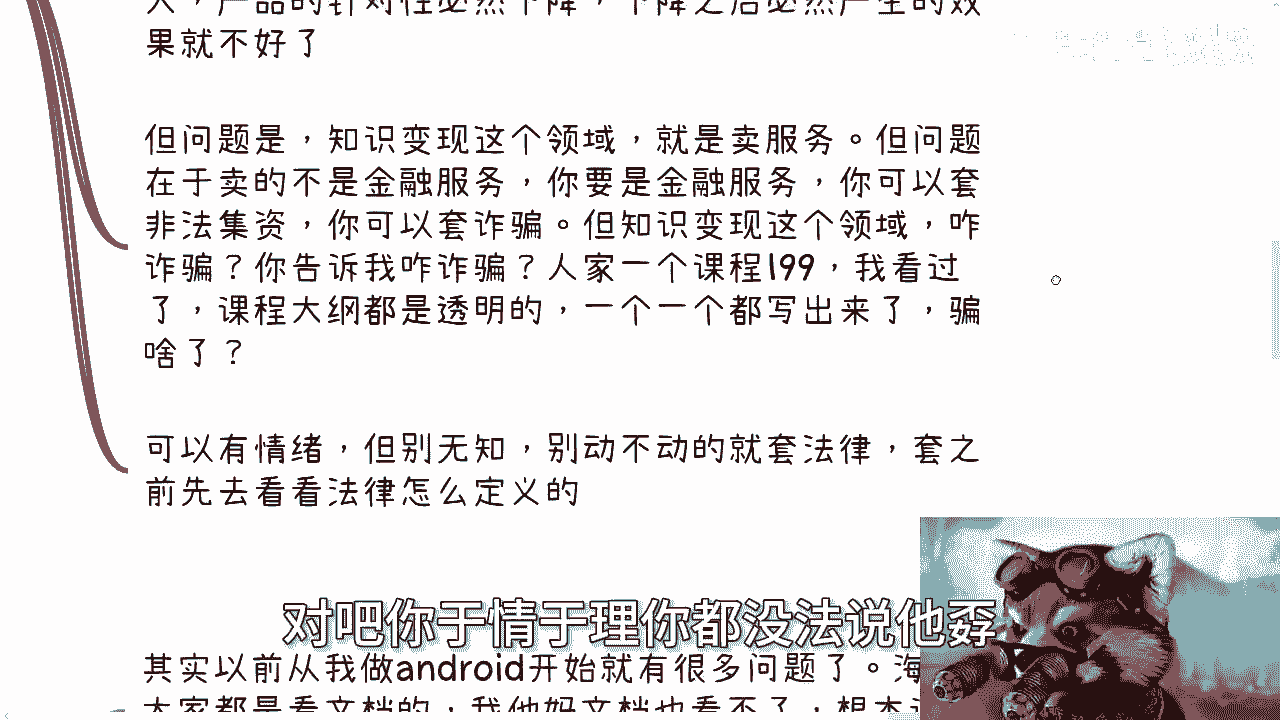 人，产品的针对性必然下降，下降之后必然产生的效
果就不好了
但问题是，知识变现这个领域，就是卖服务。但问题
在于卖的不是金融服务，你要是金融服务，你可以套
非法集资，你可以套诈骗。但知识变现这个领域，咋
诈骗？你告诉我咋诈骗？人家一个课程199，我看过
了，课程大纲都是透明的，一个一个都写出来了，骗
啥了？
可以有情绪，但别无知，别动不动的就套法律，套之
前先去看看法律怎么定义的
对吧你于情于理你都没法说他孬
其实以前从我做android开始就有很多问题了。海
大家都是看文档的，我他好文档也看不了，根本